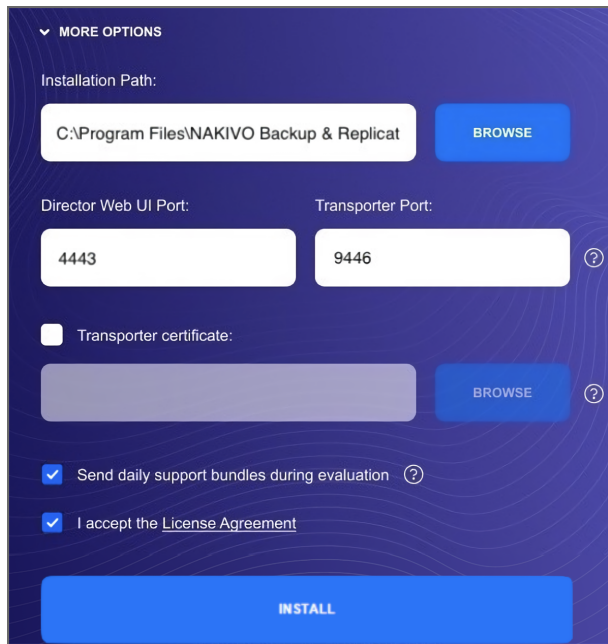 MORE OPTIONS
Installation Path:
C:\Program Files\NAKIVO Backup & Replicat
BROWSE
Director Web UI Port:
Transporter Port:
4443
9446
?
Transporter certificate:
BROWSE
?
Send daily support bundles during evaluation ?
I accept the License Agreement
INSTALL